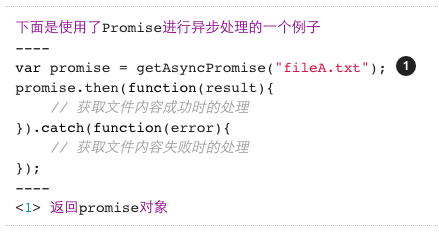 下面是使用了Promise进行异步处理的一个例子
----
var promise = getAsyncPromise("fileA.txt"); 1
promise.then(function(result){
    // 获取文件内容成功时的处理
}).catch(function(error){
    // 获取文件内容失败时的处理
});
----
<1> 返回promise对象